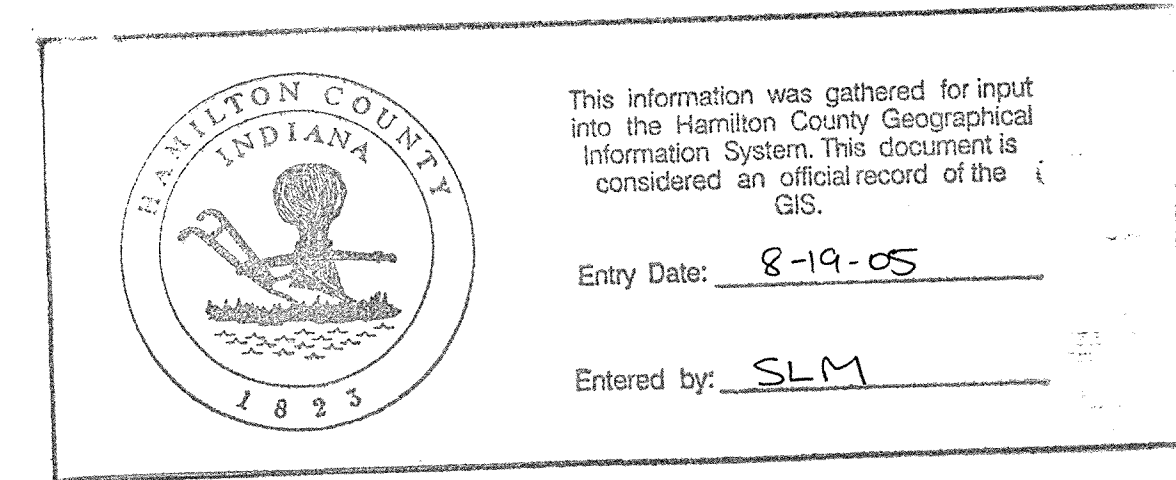 HAMILTON COUNTY
INDIANA
1823
This information was gathered for input
into the Hamilton County Geographical
Information System. This document is
considered an official record of the
GIS.
Entry Date: 8-19-05
Entered by: SLM